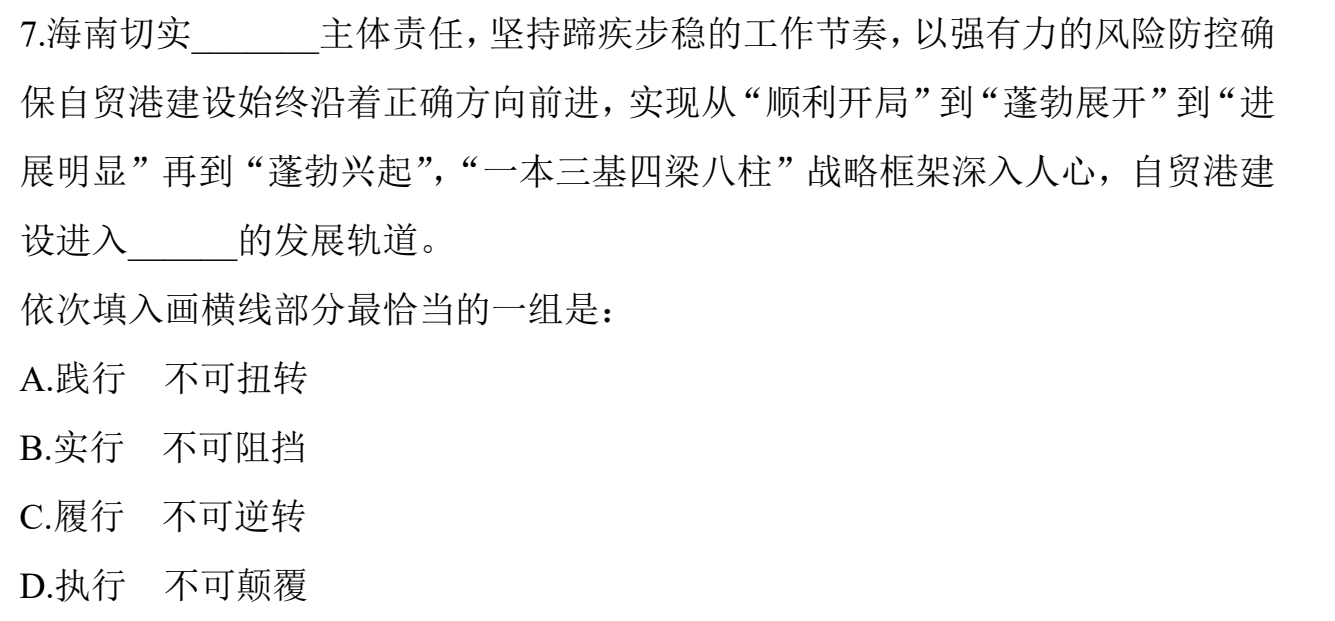 7.海南切实_______主体责任，坚持蹄疾步稳的工作节奏，以强有力的风险防控确
保自贸港建设始终沿着正确方向前进，实现从“顺利开局”到“蓬勃展开”到“进
展明显”再到“蓬勃兴起”，“一本三基四梁八柱”战略框架深入人心，自贸港建
设进入______的发展轨道。
依次填入画横线部分最恰当的一组是：
A.践行　不可扭转
B.实行　不可阻挡
C.履行　不可逆转
D.执行　不可颠覆